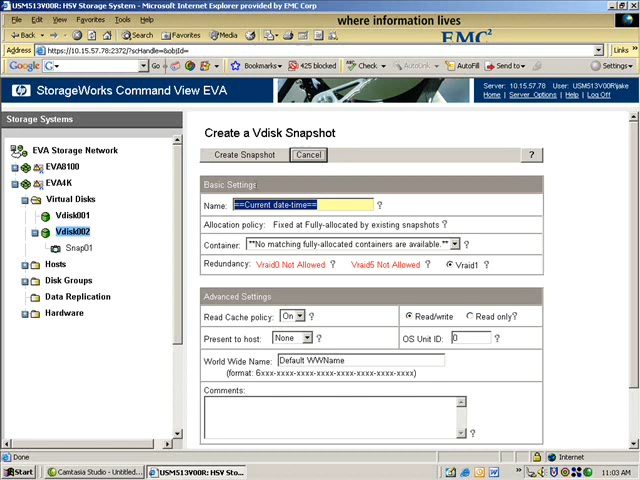 USM513V00R: HSV Storage System - Microsoft Internet Explorer provided by EMC Corp
File Edit View Favorites Tools Help
where information lives
Back Search Favorites
EMC²
Address https://10.15.57.78:2372/?scHandle=&objId= Links »
Google Go Bookmarks 425 blocked Check AutoLink AutoFill Send to Settings
hp StorageWorks Command View EVA
Server: 10.15.57.78 User: USM513V00R\jake
Home | Server Options | Help | Log Off
Storage Systems
EVA Storage Network
EVA8100
EVA4K
Virtual Disks
Vdisk001
Vdisk002
Snap01
Hosts
Disk Groups
Data Replication
Hardware
Create a Vdisk Snapshot
Create Snapshot Cancel ?
Basic Settings
Name: ==Current date-time== ?
Allocation policy: Fixed at Fully-allocated by existing snapshots ?
Container: **No matching fully-allocated containers are available.** ?
Redundancy: Vraid0 Not Allowed ? Vraid5 Not Allowed ? Vraid1 ?
Advanced Settings
Read Cache policy: On ? Read/write Read only ?
Present to host: None ? OS Unit ID: 0 ?
World Wide Name: Default WWName
(format: 6xxx-xxxx-xxxx-xxxx-xxxx-xxxx-xxxx-xxxx)
Comments:
?
Done Internet
Start Camtasia Studio - Untitled... USM513V00R: HSV Sto... » 11:03 AM